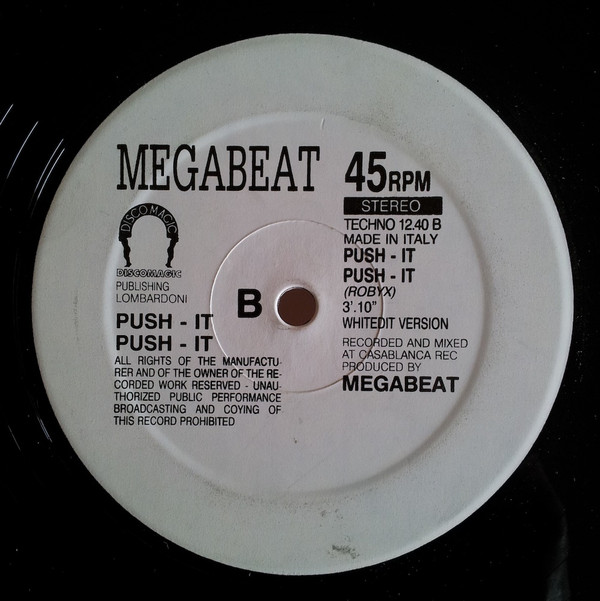 MEGABEAT
DISCOMAGIC
DISCOMAGIC
PUBLISHING
LOMBARDONI
PUSH - IT
PUSH - IT
ALL RIGHTS OF THE MANUFACTU-
RER AND OF THE OWNER OF THE RE-
CORDED WORK RESERVED - UNAU-
THORIZED PUBLIC PERFORMANCE
BROADCASTING AND COYING OF
THIS RECORD PROHIBITED
B
45RPM
STEREO
TECHNO 12.40 B
MADE IN ITALY
PUSH - IT
PUSH - IT
(ROBYX)
3'.10"
WHITEDIT VERSION
RECORDED AND MIXED
AT CASABLANCA REC
PRODUCED BY
MEGABEAT